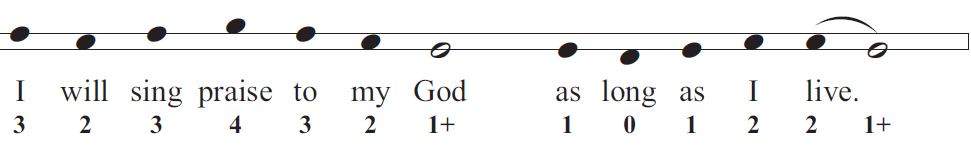 I will sing praise to my God as long as I live.
3 2 3 4 3 2 1+ 1 0 1 2 2 1+